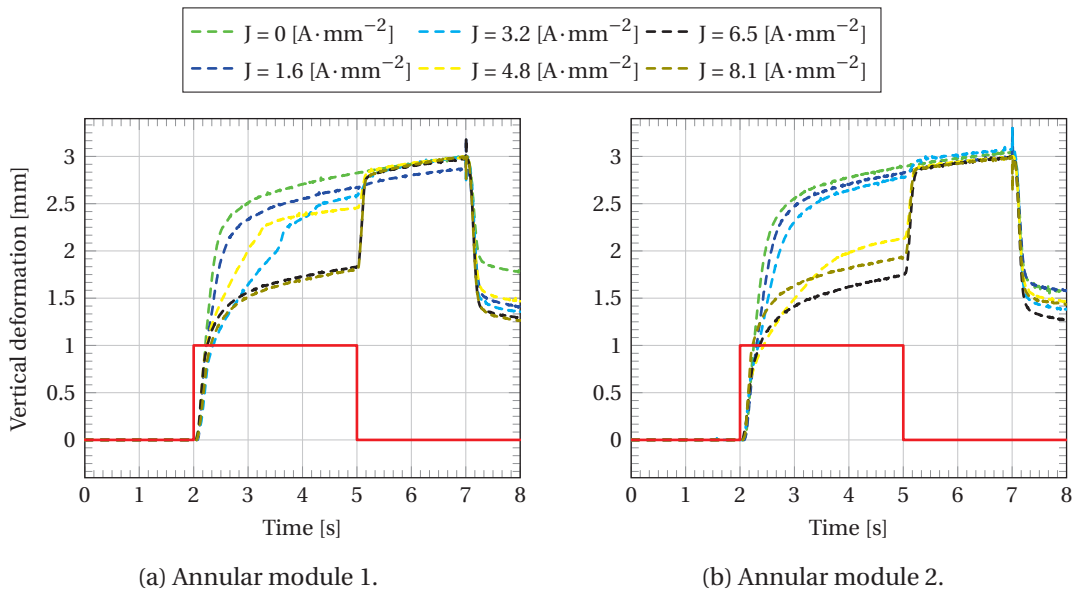 J = 0 [A·mm⁻²] J = 3.2 [A·mm⁻²] J = 6.5 [A·mm⁻²]
J = 1.6 [A·mm⁻²] J = 4.8 [A·mm⁻²] J = 8.1 [A·mm⁻²]
Vertical deformation [mm]
3
2.5
2
1.5
1
0.5
0
0 1 2 3 4 5 6 7 8
Time [s]
(a) Annular module 1.
3
2.5
2
1.5
1
0.5
0
0 1 2 3 4 5 6 7 8
Time [s]
(b) Annular module 2.